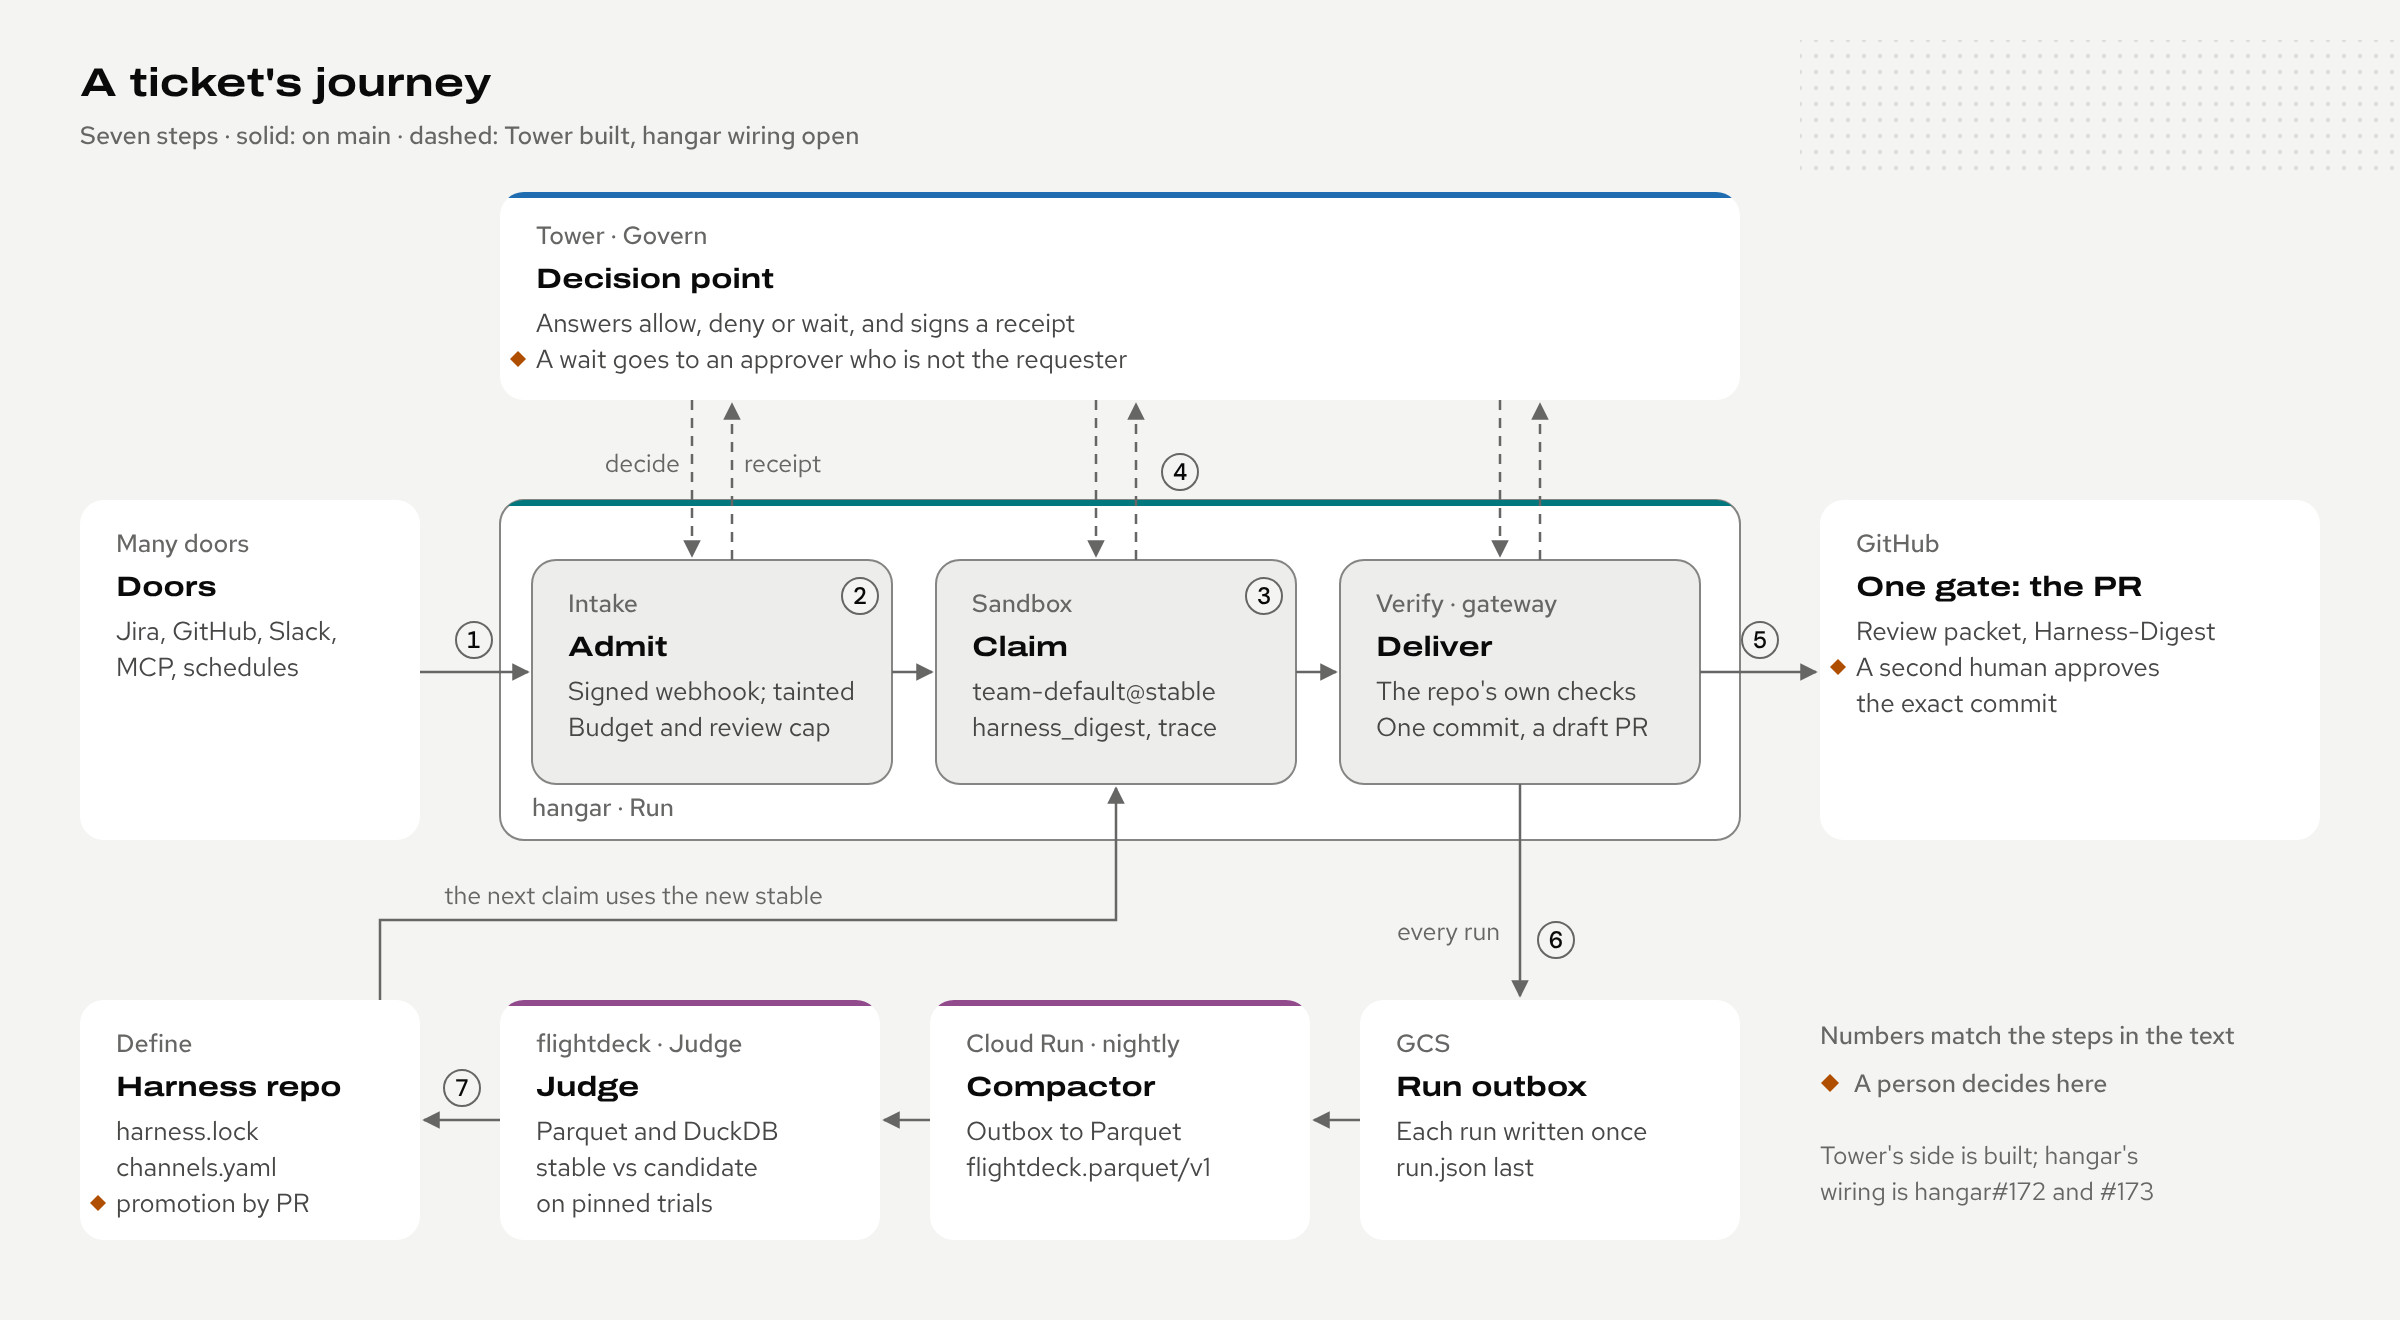 A ticket's journey
Seven steps · solid: on main · dashed: Tower built, hangar wiring open
Tower · Govern
Decision point
Answers allow, deny or wait, and signs a receipt
A wait goes to an approver who is not the requester
decide
receipt
4
Many doors
Doors
Jira, GitHub, Slack,
MCP, schedules
1
Intake
2
Admit
Signed webhook; tainted
Budget and review cap
Sandbox
3
Claim
team-default@stable
harness_digest, trace
Verify · gateway
Deliver
The repo's own checks
One commit, a draft PR
hangar · Run
5
GitHub
One gate: the PR
Review packet, Harness-Digest
A second human approves
the exact commit
the next claim uses the new stable
every run
6
Define
Harness repo
harness.lock
channels.yaml
promotion by PR
7
flightdeck · Judge
Judge
Parquet and DuckDB
stable vs candidate
on pinned trials
Cloud Run · nightly
Compactor
Outbox to Parquet
flightdeck.parquet/v1
GCS
Run outbox
Each run written once
run.json last
Numbers match the steps in the text
A person decides here
Tower's side is built; hangar's
wiring is hangar#172 and #173